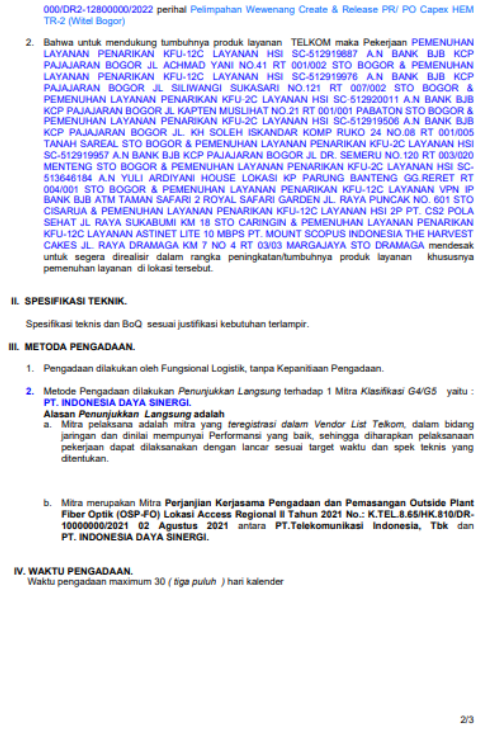 000/DR2-12800000/2022 perihal Pelimpahan Wewenang Create & Release PR/ PO Capex HEM
TR-2 (Witel Bogor)
2. Bahwa untuk mendukung tumbuhnya produk layanan TELKOM maka Pekerjaan PEMENUHAN
LAYANAN PENARIKAN KFU-12C LAYANAN HSI SC-512919887 A.N BANK BJB KCP
PAJAJARAN BOGOR JL ACHMAD YANI NO.41 RT 001/002 STO BOGOR & PEMENUHAN
LAYANAN PENARIKAN KFU-12C LAYANAN HSI SC-512919976 A.N BANK BJB KCP
PAJAJARAN BOGOR JL SILIWANGI SUKASARI NO.121 RT 007/002 STO BOGOR &
PEMENUHAN LAYANAN PENARIKAN KFU-2C LAYANAN HSI SC-512920011 A.N BANK BJB
KCP PAJAJARAN BOGOR JL KAPTEN MUSLIHAT NO.21 RT 001/001 PABATON STO BOGOR &
PEMENUHAN LAYANAN PENARIKAN KFU-2C LAYANAN HSI SC-512919506 A.N BANK BJB
KCP PAJAJARAN BOGOR JL. KH SOLEH ISKANDAR KOMP RUKO 24 NO.08 RT 001/005
TANAH SAREAL STO BOGOR & PEMENUHAN LAYANAN PENARIKAN KFU-2C LAYANAN HSI
SC-512919957 A.N BANK BJB KCP PAJAJARAN BOGOR JL DR. SEMERU NO.120 RT 003/020
MENTENG STO BOGOR & PEMENUHAN LAYANAN PENARIKAN KFU-2C LAYANAN HSI SC-
513646184 A.N YULI ARDIYANI HOUSE LOKASI KP PARUNG BANTENG GG.RERET RT
004/001 STO BOGOR & PEMENUHAN LAYANAN PENARIKAN KFU-12C LAYANAN VPN IP
BANK BJB ATM TAMAN SAFARI 2 ROYAL SAFARI GARDEN JL. RAYA PUNCAK NO. 601 STO
CISARUA & PEMENUHAN LAYANAN PENARIKAN KFU-12C LAYANAN HSI 2P PT. CS2 POLA
SEHAT JL RAYA SUKABUMI KM 18 STO CARINGIN & PEMENUHAN LAYANAN PENARIKAN
KFU-12C LAYANAN ASTINET LITE 10 MBPS PT. MOUNT SCOPUS INDONESIA THE HARVEST
CAKES JL. RAYA DRAMAGA KM 7 NO 4 RT 03/03 MARGAJAYA STO DRAMAGA mendesak
untuk segera direalisir dalam rangka peningkatan/tumbuhnya produk layanan khususnya
pemenuhan layanan di lokasi tersebut.
II. SPESIFIKASI TEKNIK.
Spesifikasi teknis dan BoQ sesuai justifikasi kebutuhan terlampir.
III. METODA PENGADAAN.
1. Pengadaan dilakukan oleh Fungsional Logistik, tanpa Kepanitiaan Pengadaan.
2. Metode Pengadaan dilakukan Penunjukkan Langsung terhadap 1 Mitra Klasifikasi G4/G5 yaitu :
PT. INDONESIA DAYA SINERGI.
Alasan Penunjukkan Langsung adalah
a. Mitra pelaksana adalah mitra yang teregistrasi dalam Vendor List Telkom, dalam bidang
jaringan dan dinilai mempunyai Performansi yang baik, sehingga diharapkan pelaksanaan
pekerjaan dapat dilaksanakan dengan lancar sesuai target waktu dan spek teknis yang
ditentukan.
b. Mitra merupakan Mitra Perjanjian Kerjasama Pengadaan dan Pemasangan Outside Plant
Fiber Optik (OSP-FO) Lokasi Access Regional II Tahun 2021 No.: K.TEL.8.65/HK.810/DR-
10000000/2021 02 Agustus 2021 antara PT.Telekomunikasi Indonesia, Tbk dan
PT. INDONESIA DAYA SINERGI.
IV. WAKTU PENGADAAN.
Waktu pengadaan maximum 30 ( tiga puluh ) hari kalender
2/3